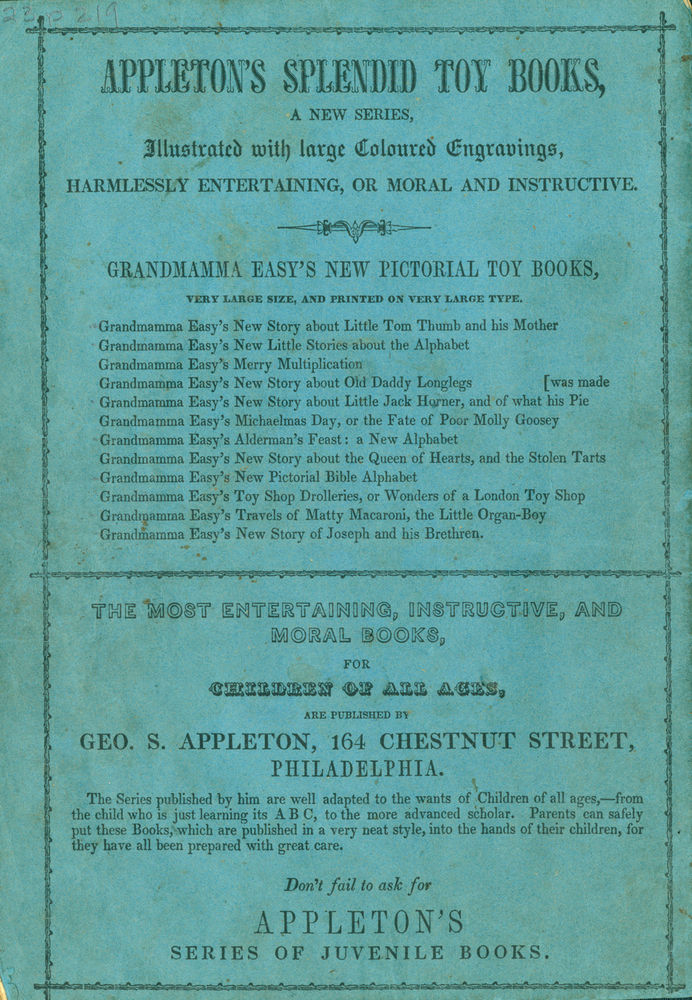 APPLETON'S SPLENDID TOY BOOKS,
A NEW SERIES,
Illustrated with large Coloured Engravings,
HARMLESSLY ENTERTAINING, OR MORAL AND INSTRUCTIVE.
GRANDMAMMA EASY'S NEW PICTORIAL TOY BOOKS,
VERY LARGE SIZE, AND PRINTED ON VERY LARGE TYPE.
Grandmamma Easy's New Story about Little Tom Thumb and his Mother
Grandmamma Easy's New Little Stories about the Alphabet
Grandmamma Easy's Merry Multiplication
Grandmamma Easy's New Story about Old Daddy Longlegs [was made
Grandmamma Easy's New Story about Little Jack Horner, and of what his Pie
Grandmamma Easy's Michaelmas Day, or the Fate of Poor Molly Goosey
Grandmamma Easy's Alderman's Feast: a New Alphabet
Grandmamma Easy's New Story about the Queen of Hearts, and the Stolen Tarts
Grandmamma Easy's New Pictorial Bible Alphabet
Grandmamma Easy's Toy Shop Drolleries, or Wonders of a London Toy Shop
Grandmamma Easy's Travels of Matty Macaroni, the Little Organ-Boy
Grandmamma Easy's New Story of Joseph and his Brethren.
THE MOST ENTERTAINING, INSTRUCTIVE, AND
MORAL BOOKS,
FOR
CHILDREN OF ALL AGES,
ARE PUBLISHED BY
GEO. S. APPLETON, 164 CHESTNUT STREET,
PHILADELPHIA.
The Series published by him are well adapted to the wants of Children of all ages,—from
the child who is just learning its A B C, to the more advanced scholar. Parents can safely
put these Books, which are published in a very neat style, into the hands of their children, for
they have all been prepared with great care.
Don't fail to ask for
APPLETON'S
SERIES OF JUVENILE BOOKS.